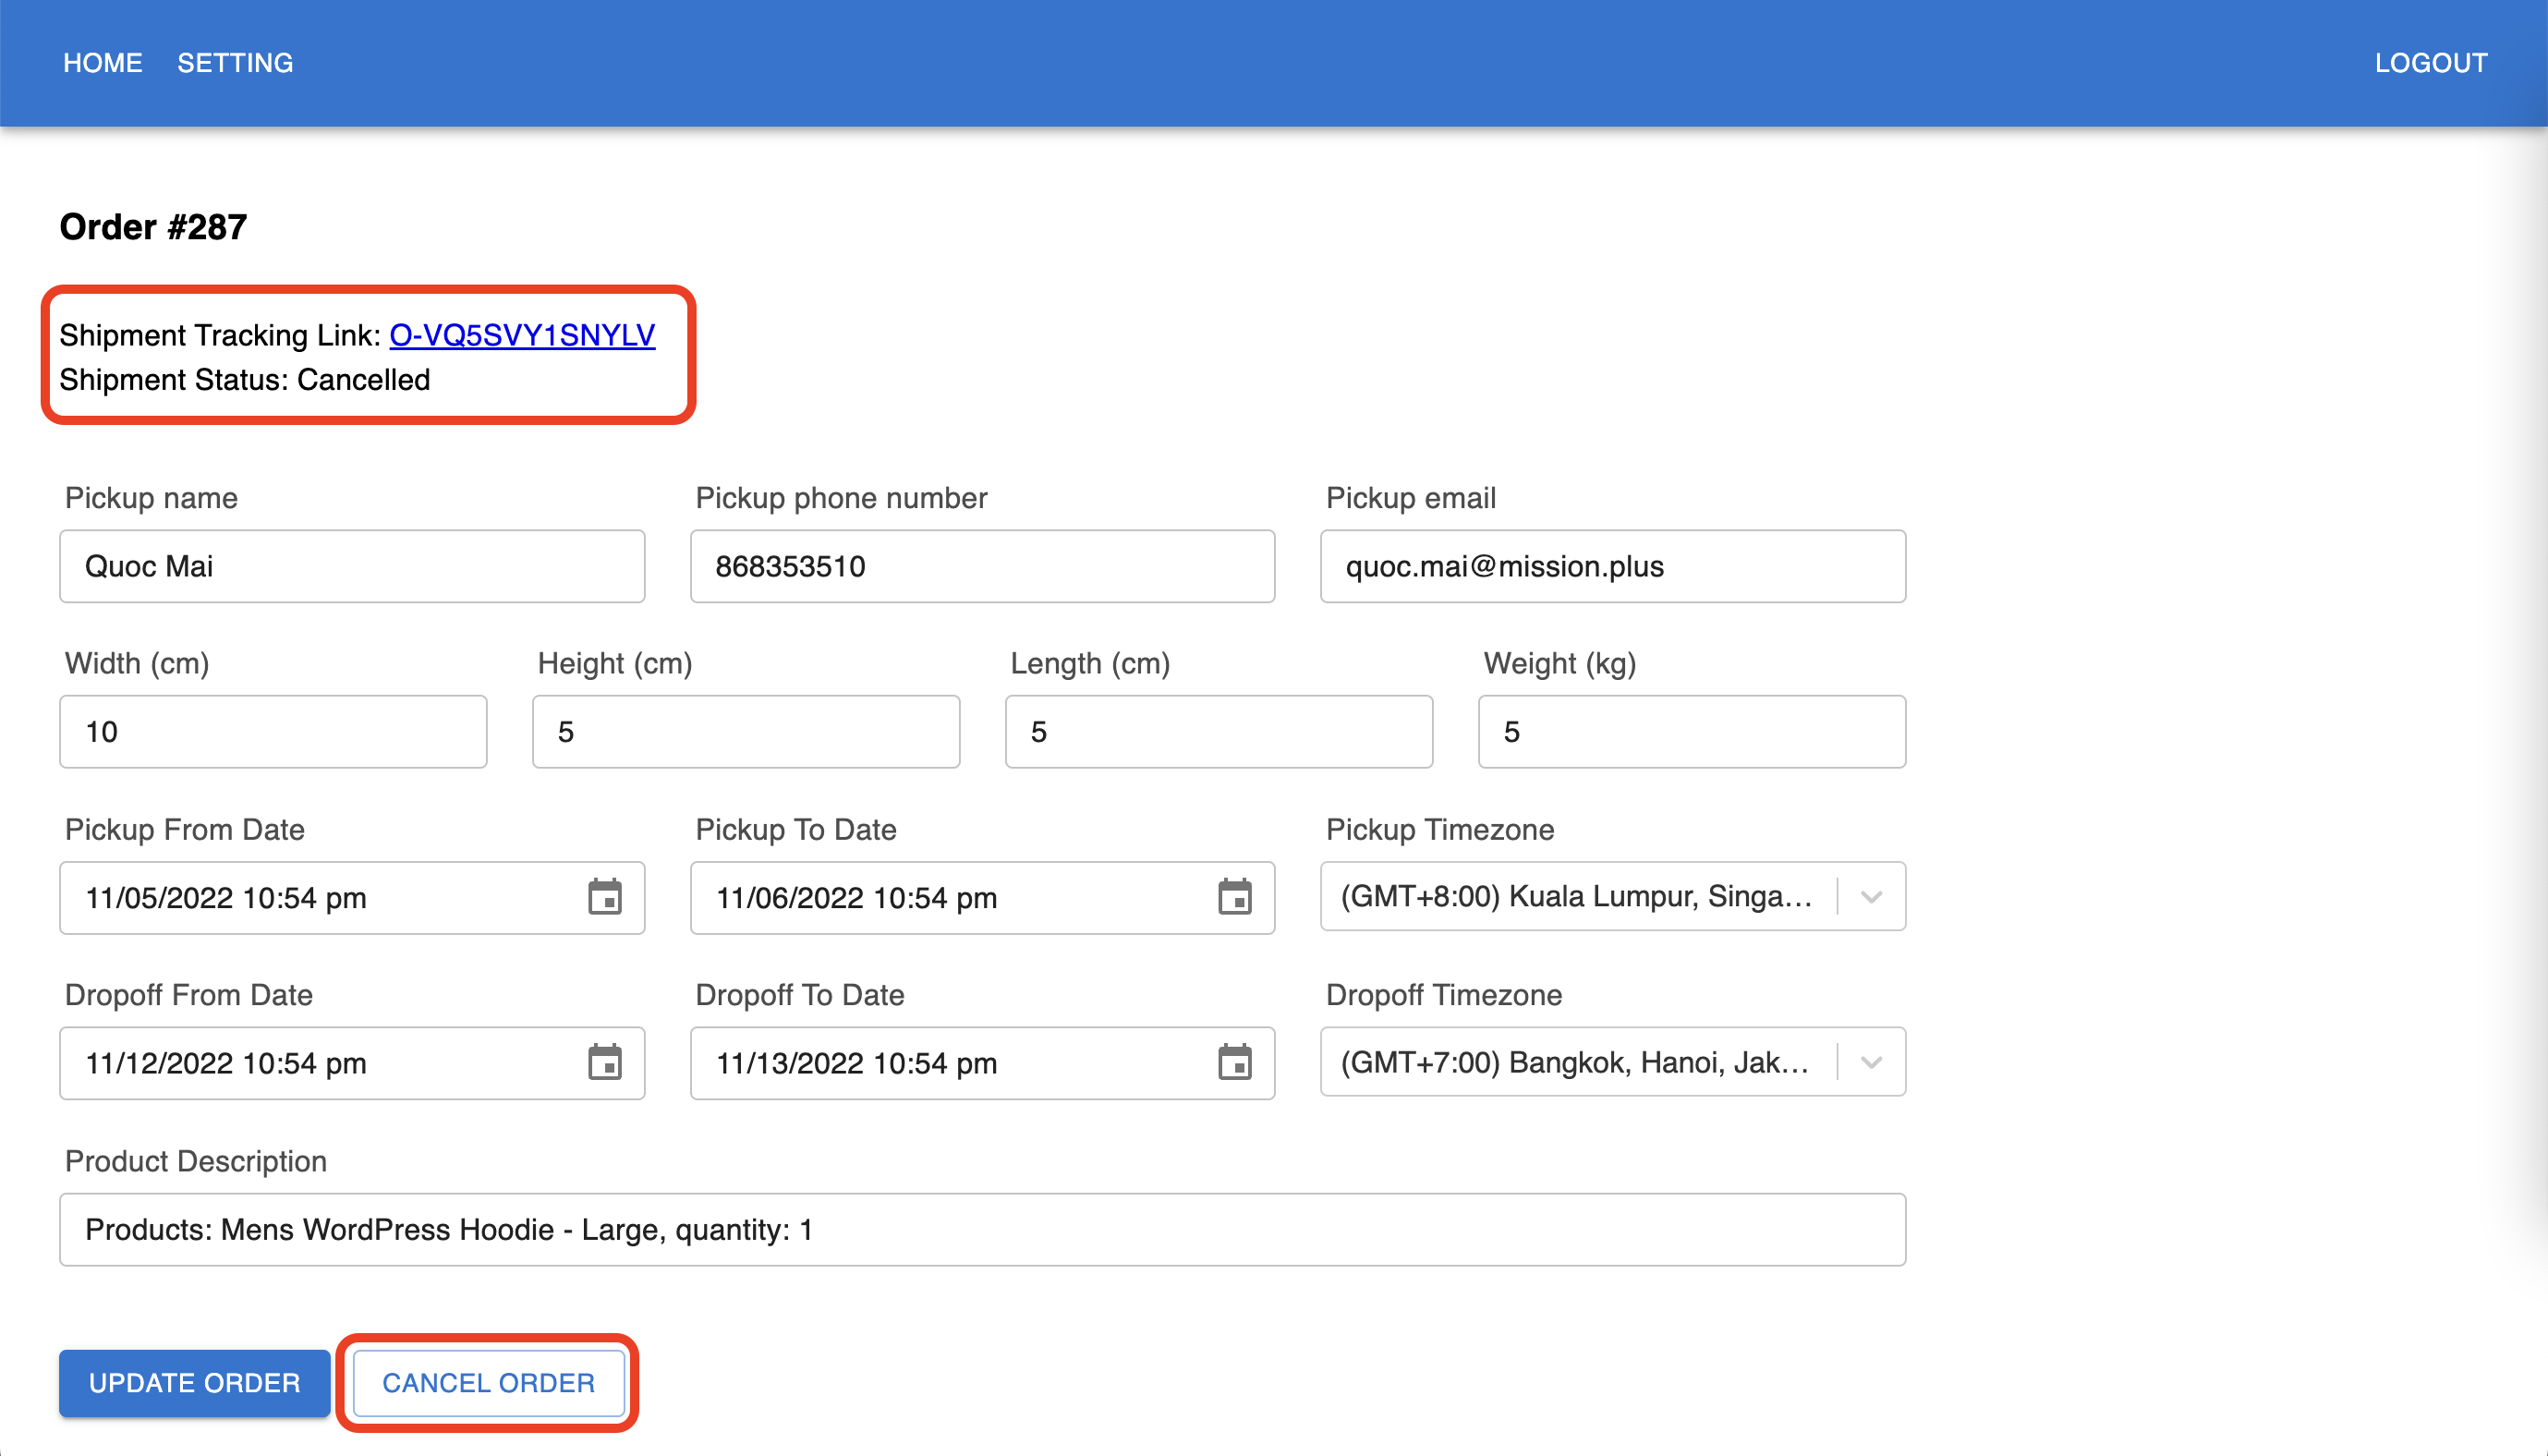 HOME SETTING LOGOUT
Order #287
Shipment Tracking Link: O-VQ5SVY1SNYLV
Shipment Status: Cancelled
Pickup name Pickup phone number Pickup email
Quoc Mai 868353510 quoc.mai@mission.plus
Width (cm) Height (cm) Length (cm) Weight (kg)
10 5 5 5
Pickup From Date Pickup To Date Pickup Timezone
11/05/2022 10:54 pm 11/06/2022 10:54 pm (GMT+8:00) Kuala Lumpur, Singa...
Dropoff From Date Dropoff To Date Dropoff Timezone
11/12/2022 10:54 pm 11/13/2022 10:54 pm (GMT+7:00) Bangkok, Hanoi, Jak...
Product Description
Products: Mens WordPress Hoodie - Large, quantity: 1
UPDATE ORDER CANCEL ORDER